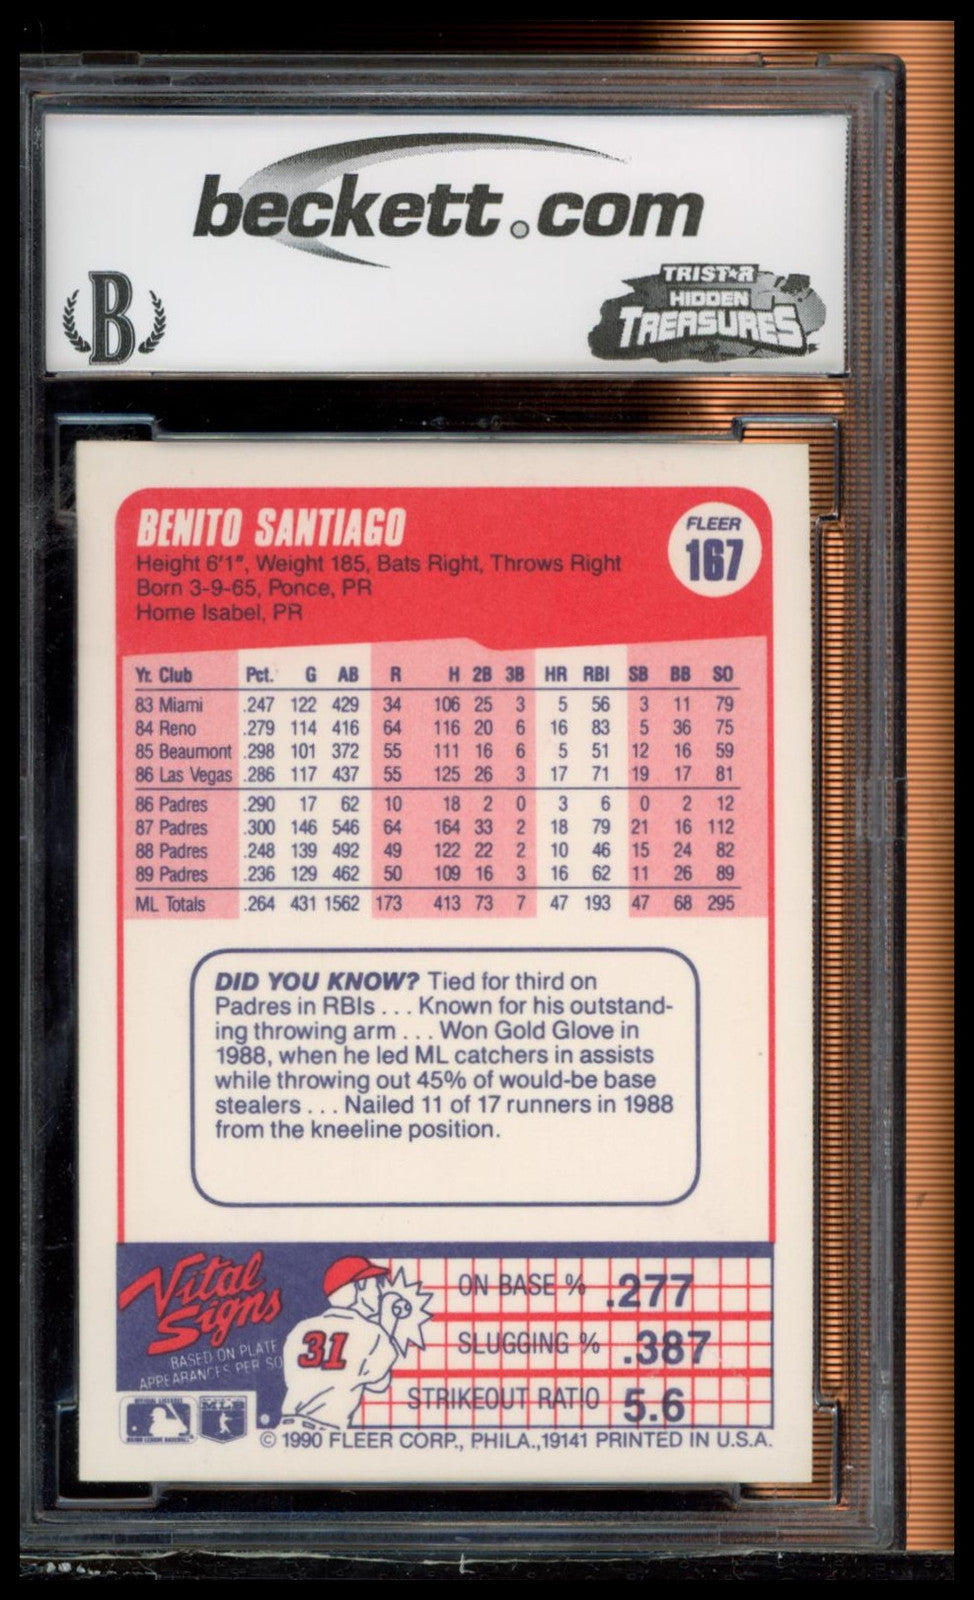 beckett.com
B
TRISTAR
HIDDEN
TREASURES
BENITO SANTIAGO
FLEER
167
Height 6'1", Weight 185, Bats Right, Throws Right
Born 3-9-65, Ponce, PR
Home Isabel, PR
Yr. Club Pct. G AB R H 2B 3B HR RBI SB BB SO
83 Miami .247 122 429 34 106 25 3 5 56 3 11 79
84 Reno .279 114 416 64 116 20 6 16 83 5 36 75
85 Beaumont .298 101 372 55 111 16 6 5 51 12 16 59
86 Las Vegas .286 117 437 55 125 26 3 17 71 19 17 81
86 Padres .290 17 62 10 18 2 0 3 6 0 2 12
87 Padres .300 146 546 64 164 33 2 18 79 21 16 112
88 Padres .248 139 492 49 122 22 2 10 46 15 24 82
89 Padres .236 129 462 50 109 16 3 16 62 11 26 89
ML Totals .264 431 1562 173 413 73 7 47 193 47 68 295
DID YOU KNOW? Tied for third on
Padres in RBIs . . . Known for his outstand-
ing throwing arm . . . Won Gold Glove in
1988, when he led ML catchers in assists
while throwing out 45% of would-be base
stealers . . . Nailed 11 of 17 runners in 1988
from the kneeline position.
Vital
Signs
BASED ON PLATE
APPEARANCES PER SO
31
ON BASE % .277
SLUGGING % .387
STRIKEOUT RATIO 5.6
MLB
© 1990 FLEER CORP., PHILA.,19141 PRINTED IN U.S.A.